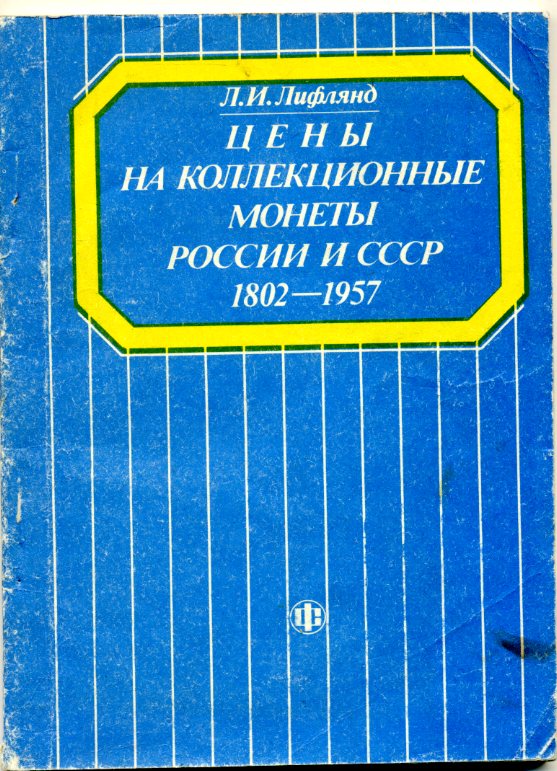 Л.И. Лифлянд
ЦЕНЫ
НА КОЛЛЕКЦИОННЫЕ
МОНЕТЫ
РОССИИ И СССР
1802—1957